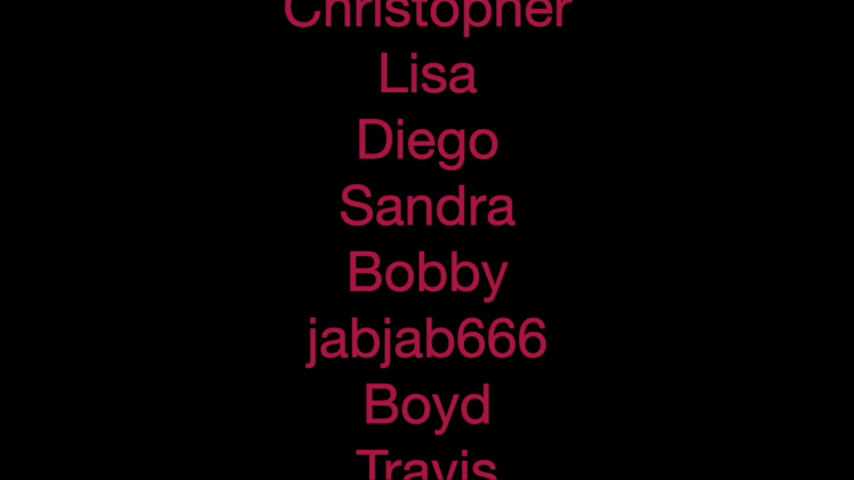 Christopher
Lisa
Diego
Sandra
Bobby
jabjab666
Boyd
Travis